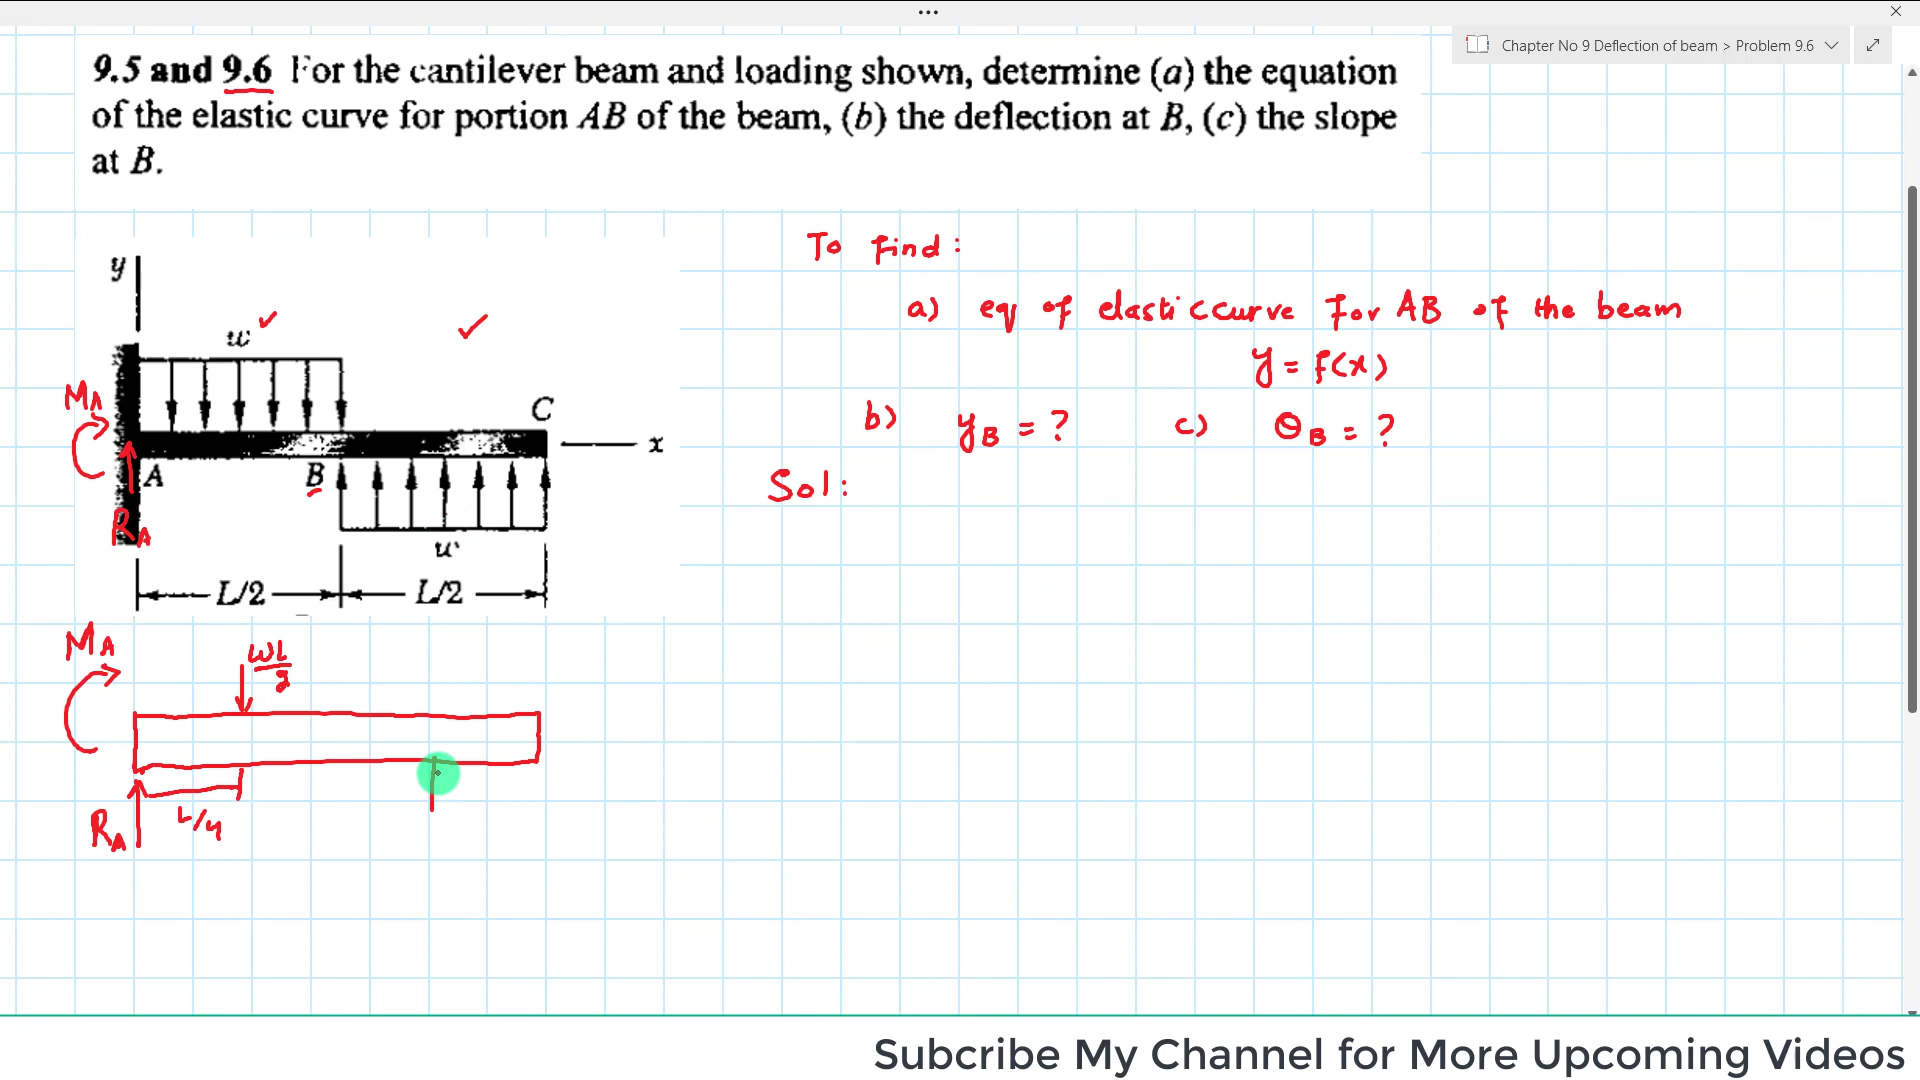 Chapter No 9 Deflection of beam > Problem 9.6
9.5 and 9.6 For the cantilever beam and loading shown, determine (a) the equation
of the elastic curve for portion AB of the beam, (b) the deflection at B, (c) the slope
at B.
To find:
a) eq of elastic curve for AB of the beam
y = f(x)
b) yB = ? c) θB = ?
Sol:
y
w
MA
C
x
A
B
RA
w
L/2
L/2
MA
wL/2
L/4
RA
Subcribe My Channel for More Upcoming Videos